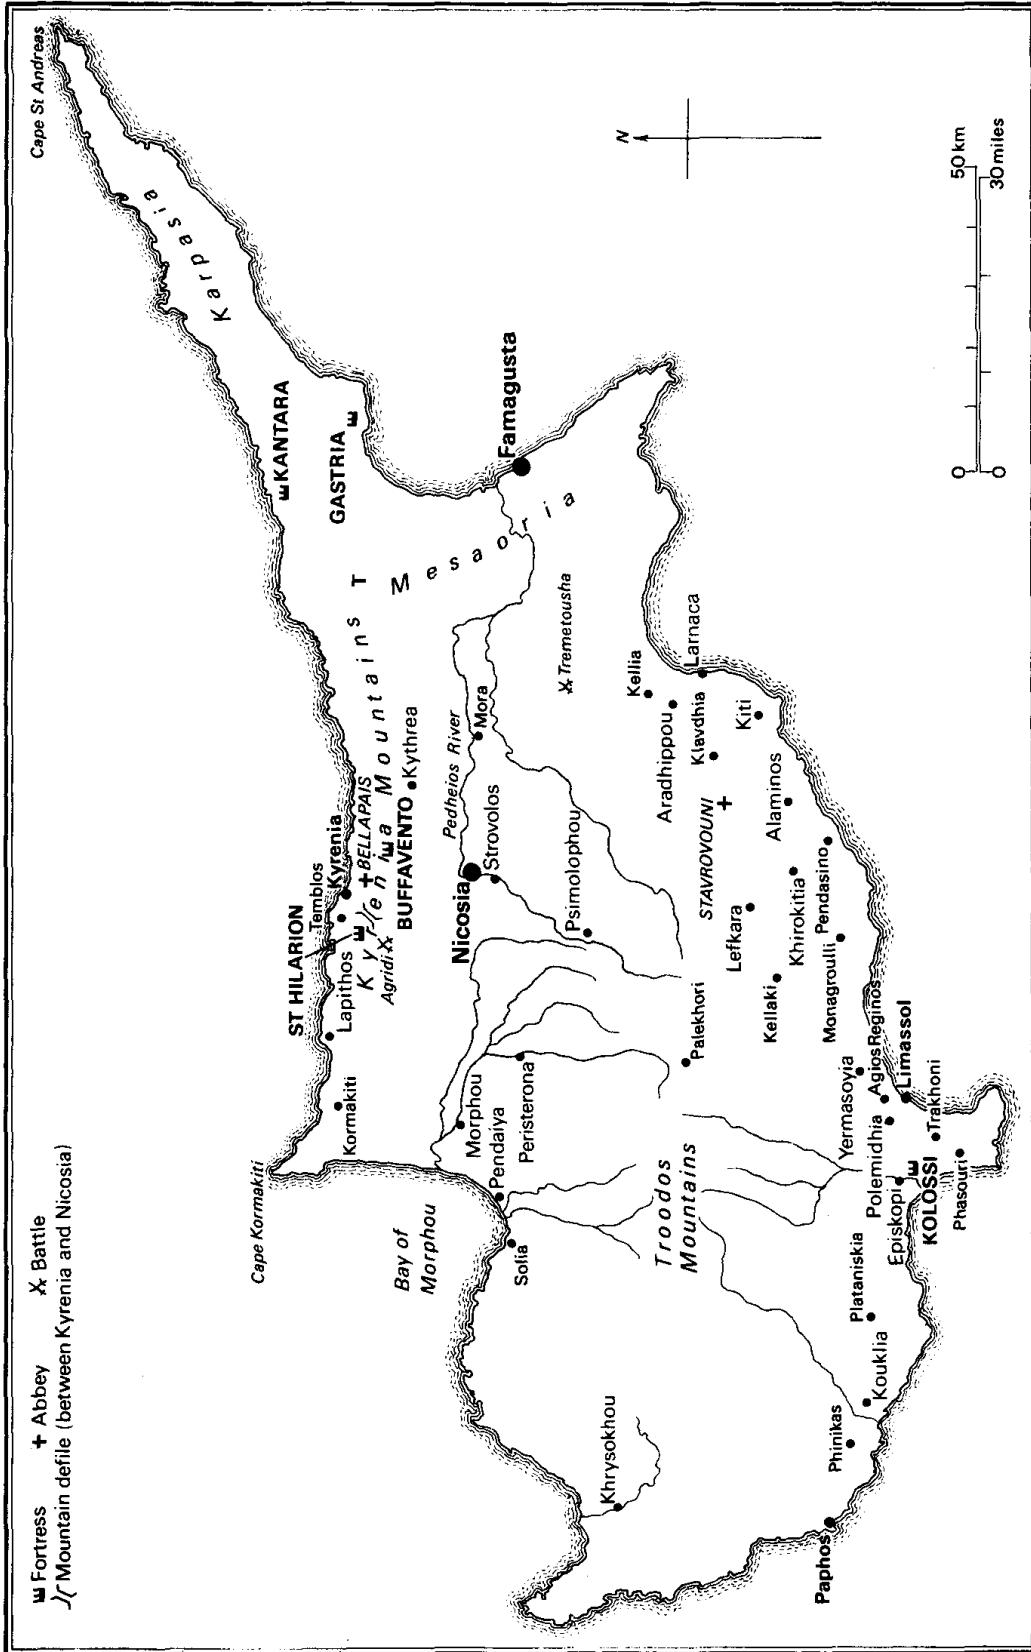 Fortress
Abbey
Battle
Mountain defile (between Kyrenia and Nicosia)
Cape St Andreas
Karpasia
KANTARA
GASTRIA
Famagusta
Mesaoria
Tremetousha
Cape Kormakiti
Kormakiti
Lapithos
ST HILARION
Temblos
Kyrenia
BELLAPAIS
Kyrenia Mountains
Agridi
BUFFAVENTO
Kythrea
Pedheios River
Mora
Nicosia
Strovolos
Psimolophou
Bay of
Morphou
Morphou
Pendaiya
Peristerona
Solia
Troodos
Mountains
Palekhori
Khrysokhou
Kellia
Aradhippou
Larnaca
Klavdhia
Kiti
STAVROVOUNI
Alaminos
Lefkara
Khirokitia
Pendasino
Kellaki
Monagroulli
Yermasoyia
Agios Reginos
Limassol
Polemidhia
Trakhoni
Episkopi
KOLOSSI
Phasouri
Plataniskia
Kouklia
Phinikas
Paphos
N
0 50 km
0 30 miles